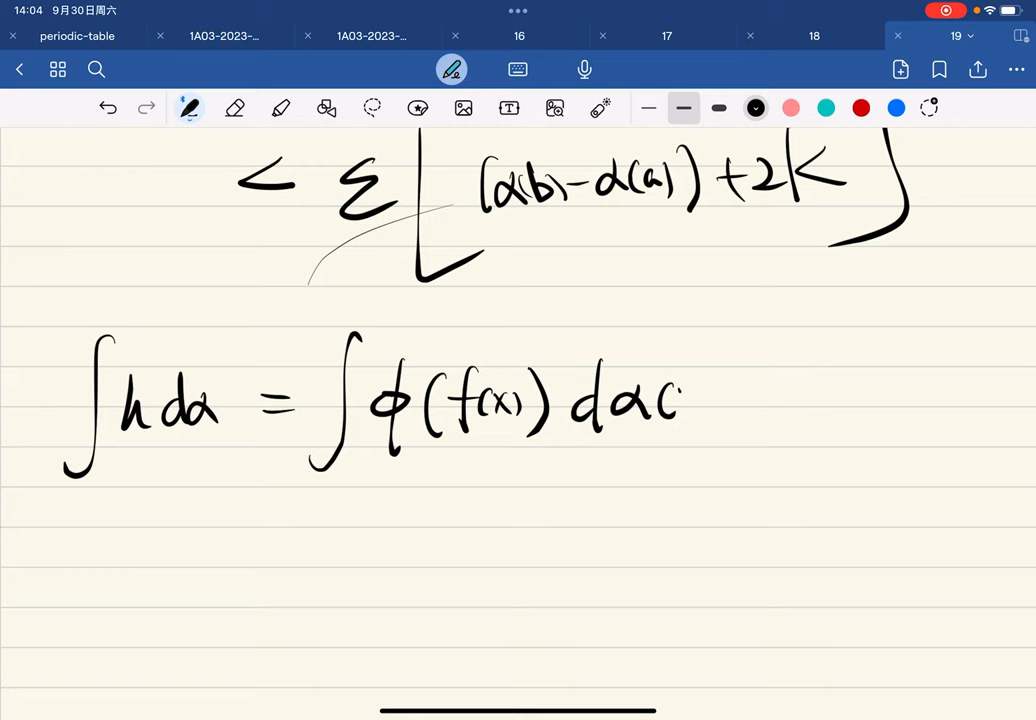 14:04 9月30日周六
periodic-table 1A03-2023-... 1A03-2023-... 16 17 18 19
< ε [ (α(b) - α(a)) + 2K ]
∫ h dα = ∫ ϕ(f(x)) dα(